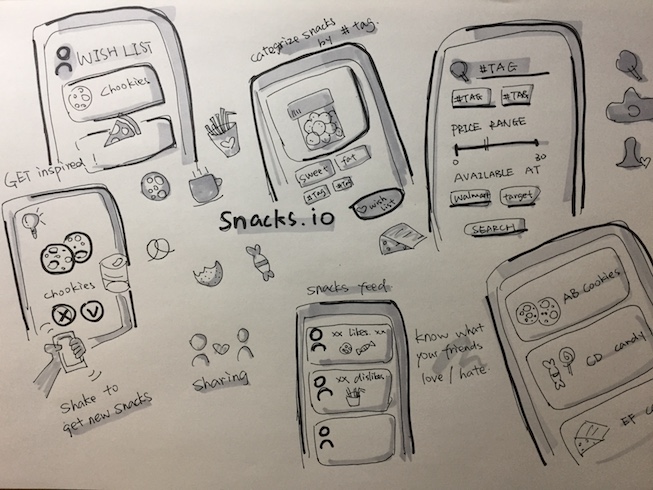 WISH LIST
Chookies
GET inspired !
chookies
Shake to
get new snacks
categorize snacks
by # tag.
sweet
fat
#Tag
#Tag
wish
list
Snacks.io
sharing
#TAG
#TAG
#TAG
PRICE RANGE
0
30
AVAILABLE AT
Walmart
target
SEARCH
snacks feed
xx likes xx
xx dislikes
know what
your friends
love / hate.
AB Cookies
CD candy
EF c